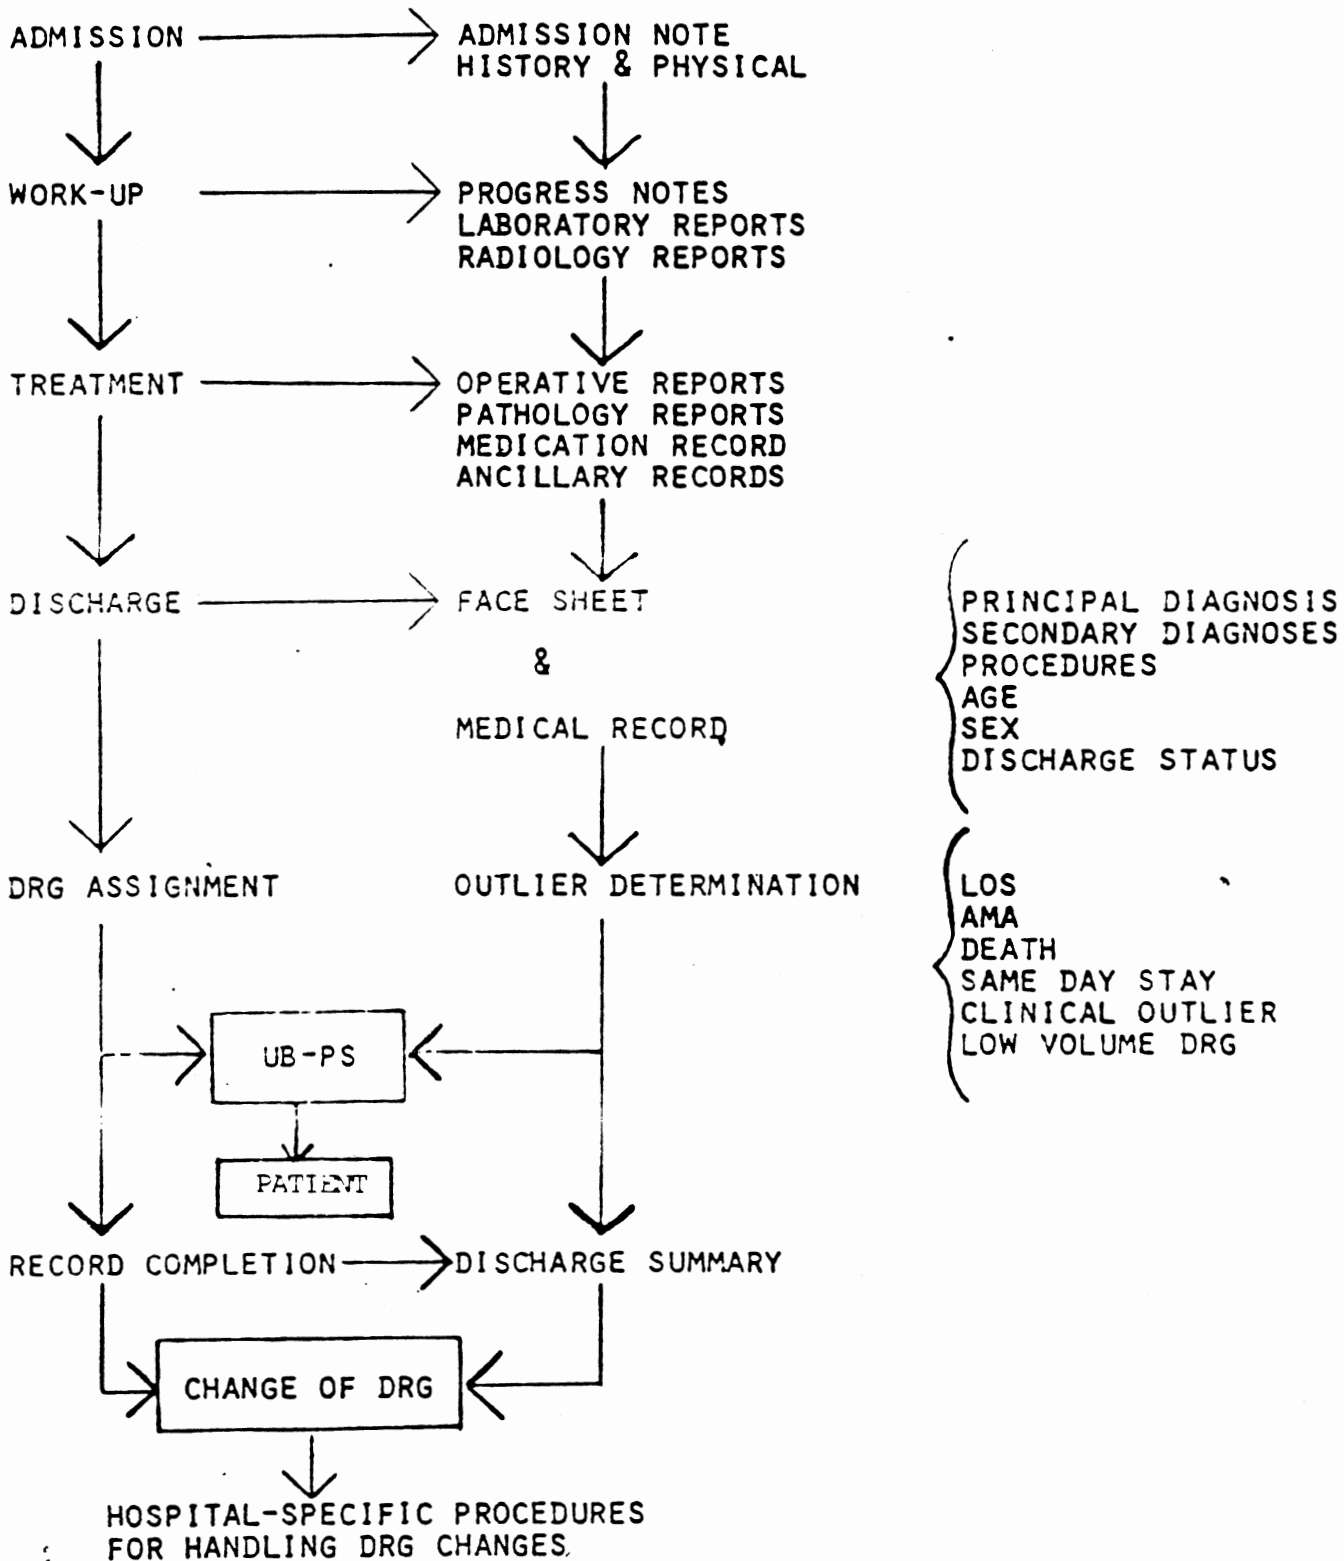 ADMISSION
ADMISSION NOTE
HISTORY & PHYSICAL
WORK-UP
PROGRESS NOTES
LABORATORY REPORTS
RADIOLOGY REPORTS
TREATMENT
OPERATIVE REPORTS
PATHOLOGY REPORTS
MEDICATION RECORD
ANCILLARY RECORDS
DISCHARGE
FACE SHEET
&
MEDICAL RECORD
PRINCIPAL DIAGNOSIS
SECONDARY DIAGNOSES
PROCEDURES
AGE
SEX
DISCHARGE STATUS
DRG ASSIGNMENT
OUTLIER DETERMINATION
LOS
AMA
DEATH
SAME DAY STAY
CLINICAL OUTLIER
LOW VOLUME DRG
UB-PS
PATIENT
RECORD COMPLETION
DISCHARGE SUMMARY
CHANGE OF DRG
HOSPITAL-SPECIFIC PROCEDURES
FOR HANDLING DRG CHANGES.